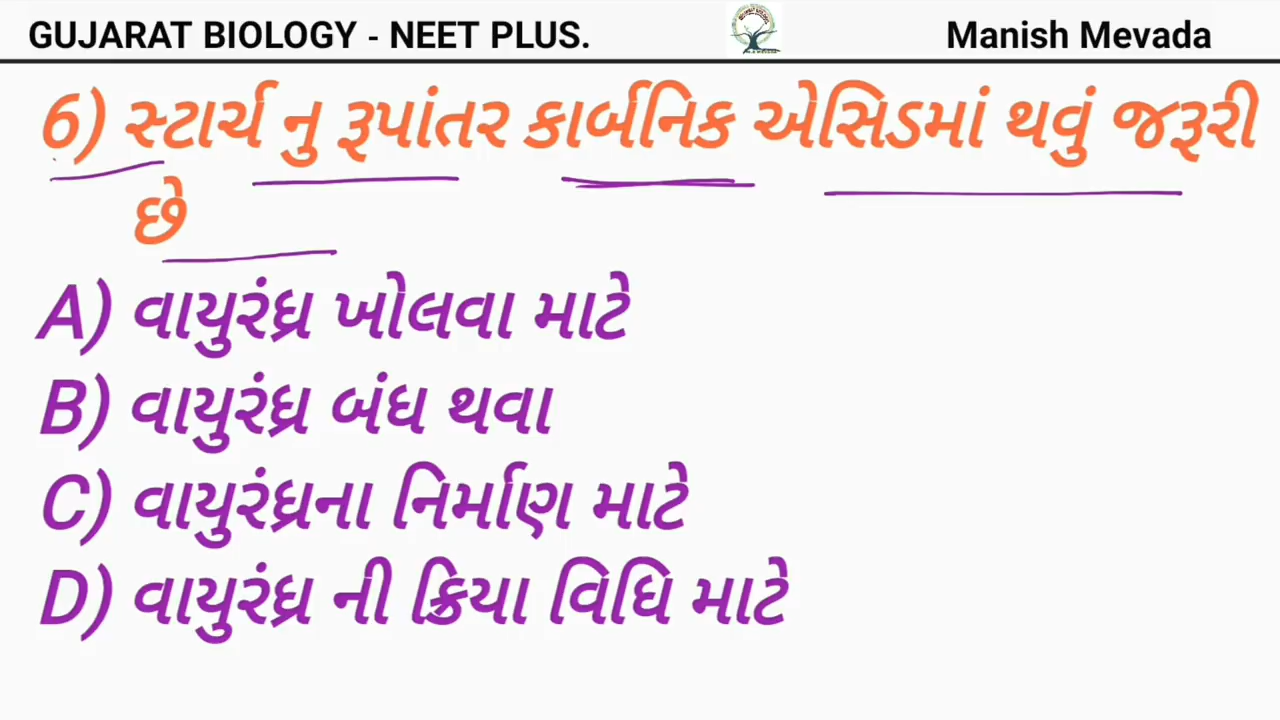 GUJARAT BIOLOGY - NEET PLUS. Manish Mevada
6) સ્ટાર્ચ નુ રૂપાંતર કાર્બનિક એસિડમાં થવું જરૂરી
છે
A) વાયુરંધ્ર ખોલવા માટે
B) વાયુરંધ્ર બંધ થવા
C) વાયુરંધ્રના નિર્માણ માટે
D) વાયુરંધ્ર ની ક્રિયા વિધિ માટે